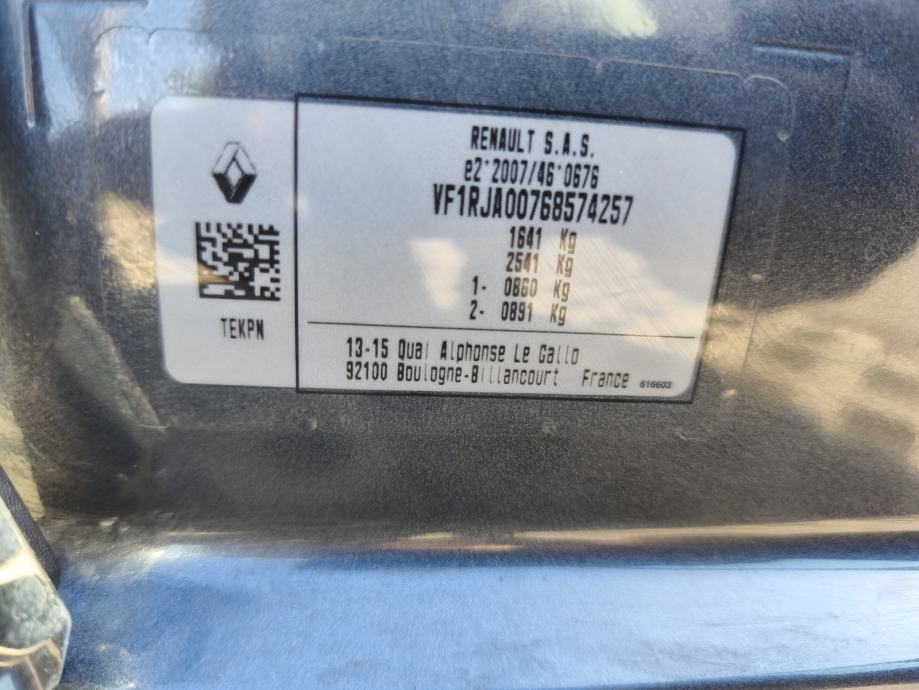 RENAULT S.A.S.
e2*2007/46*0676
VF1RJA00768574257
1641 Kg
2541 Kg
1- 0860 Kg
2- 0891 Kg
TEKPN
13-15 Quai Alphonse Le Gallo
92100 Boulogne-Billancourt France 616603